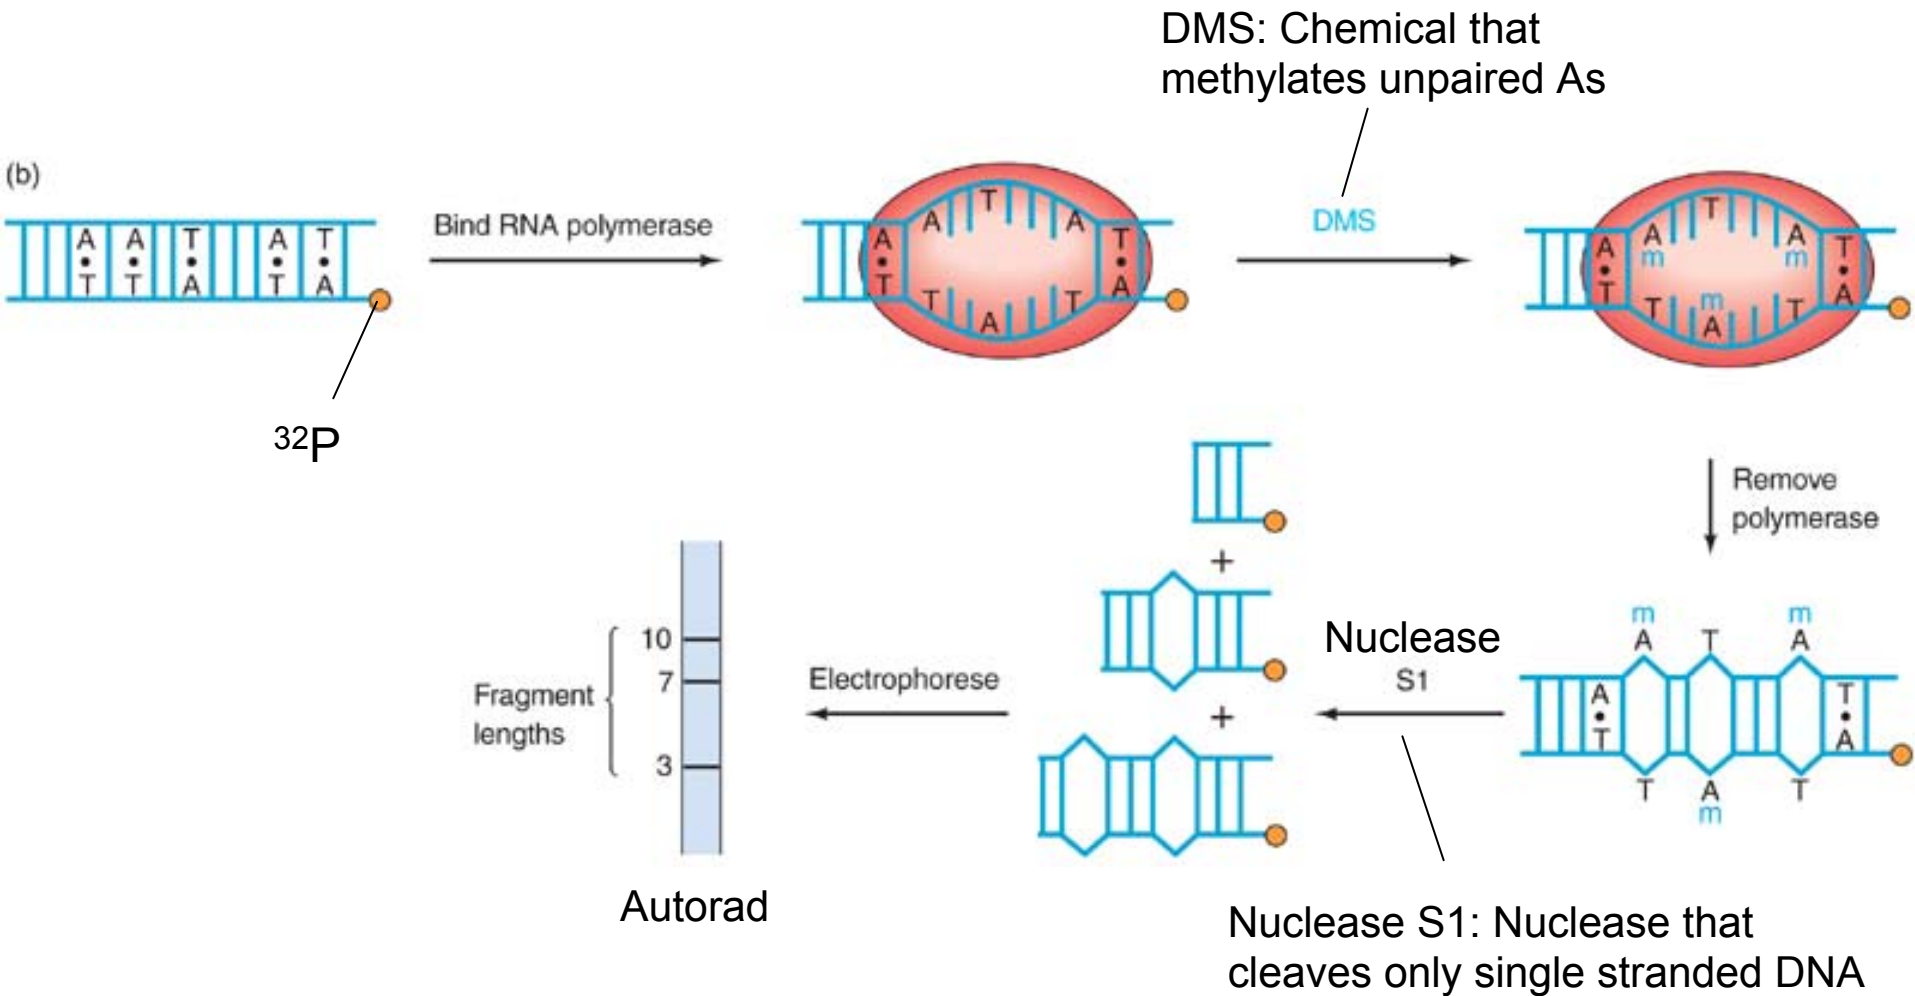 DMS: Chemical that
methylates unpaired As
(b)
A A T A T
T T A T A
32P
Bind RNA polymerase
A A T A T
T T A T A
DMS
A A T A T
m m
T T A T A
m
Remove
polymerase
m m
A T A
A T
T A
T A T
m
Nuclease
S1
+
+
Electrophorese
Fragment
lengths
10
7
3
Autorad
Nuclease S1: Nuclease that
cleaves only single stranded DNA